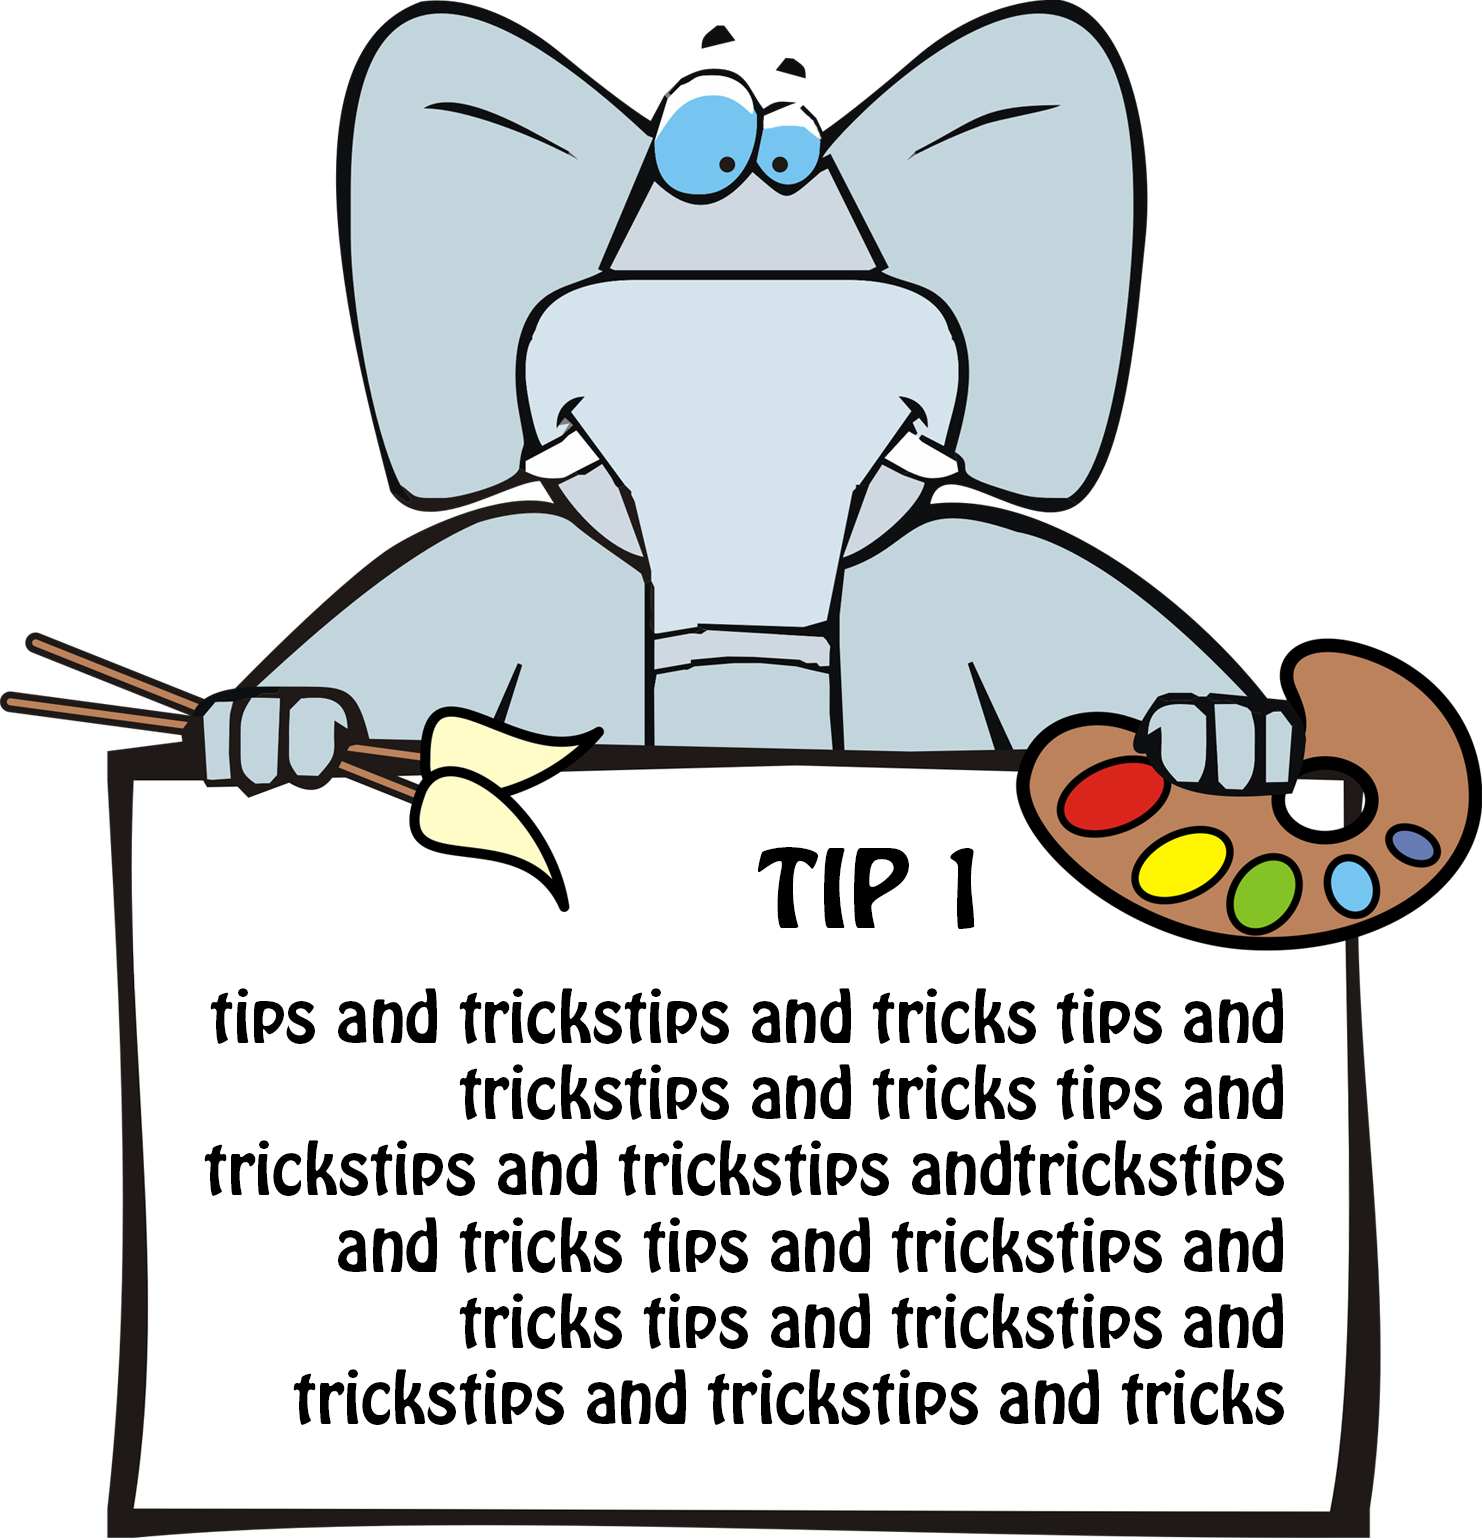 TIP 1
tips and trickstips and tricks tips and
trickstips and tricks tips and
trickstips and trickstips andtrickstips
and tricks tips and trickstips and
tricks tips and trickstips and
trickstips and trickstips and tricks